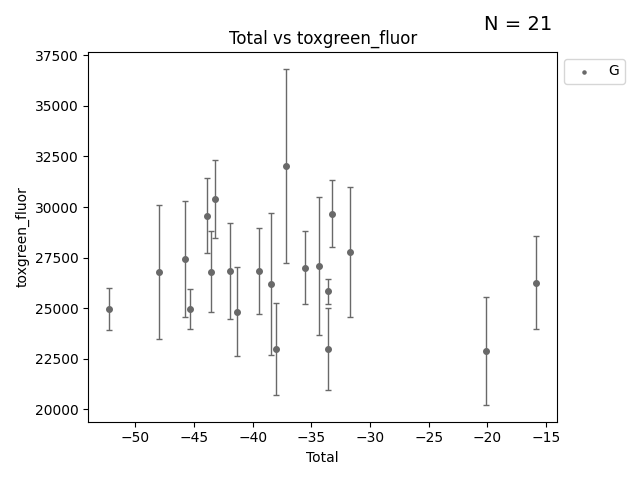 N = 21
Total vs toxgreen_fluor
G
toxgreen_fluor
37500
35000
32500
30000
27500
25000
22500
20000
−50 −45 −40 −35 −30 −25 −20 −15
Total